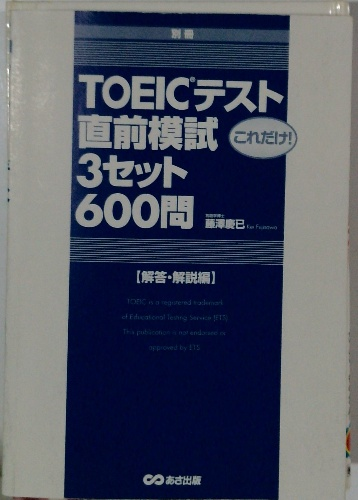 別冊
TOEIC®テスト
直前模試
これだけ!
3セット
600問
藤澤慶已 Kei Fujisawa
【解答・解説編】
TOEIC is a registered trademark
of Educational Testing Service (ETS).
This publication is not endorsed or
approved by ETS.
あさ出版